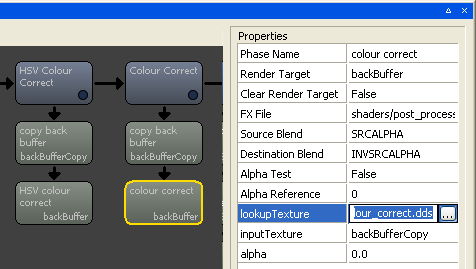 HSV Colour
Correct
Colour Correct
copy back
buffer
backBufferCopy
copy back
buffer
backBufferCopy
HSV colour
correct
backBuffer
colour correct
backBuffer
Properties
Phase Name colour correct
Render Target backBuffer
Clear Render Target False
FX File shaders/post_process
Source Blend SRCALPHA
Destination Blend INVSRCALPHA
Alpha Test False
Alpha Reference 0
lookupTexture our_correct.dds ...
inputTexture backBufferCopy
alpha 0.0